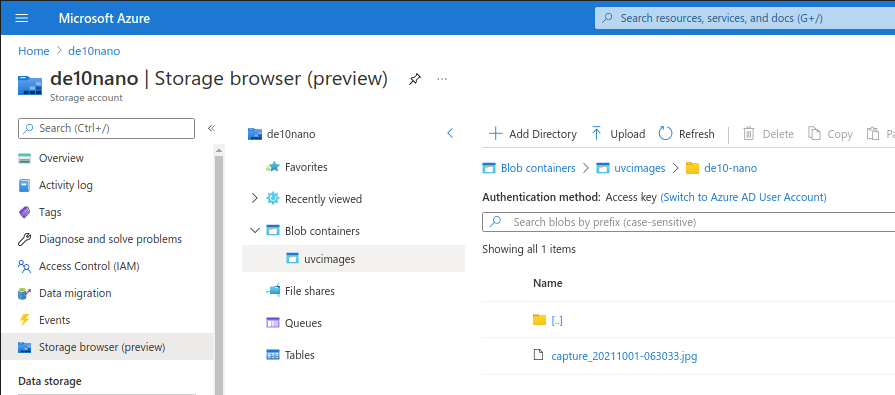 Microsoft Azure
Search resources, services, and docs (G+/)
Home > de10nano
de10nano | Storage browser (preview) ...
Storage account
Search (Ctrl+/) «
Overview
Activity log
Tags
Diagnose and solve problems
Access Control (IAM)
Data migration
Events
Storage browser (preview)
Data storage
de10nano
Favorites
Recently viewed
Blob containers
uvcimages
File shares
Queues
Tables
Add Directory Upload Refresh Delete Copy Pa
Blob containers > uvcimages > de10-nano
Authentication method: Access key (Switch to Azure AD User Account)
Search blobs by prefix (case-sensitive)
Showing all 1 items
Name
[..]
capture_20211001-063033.jpg